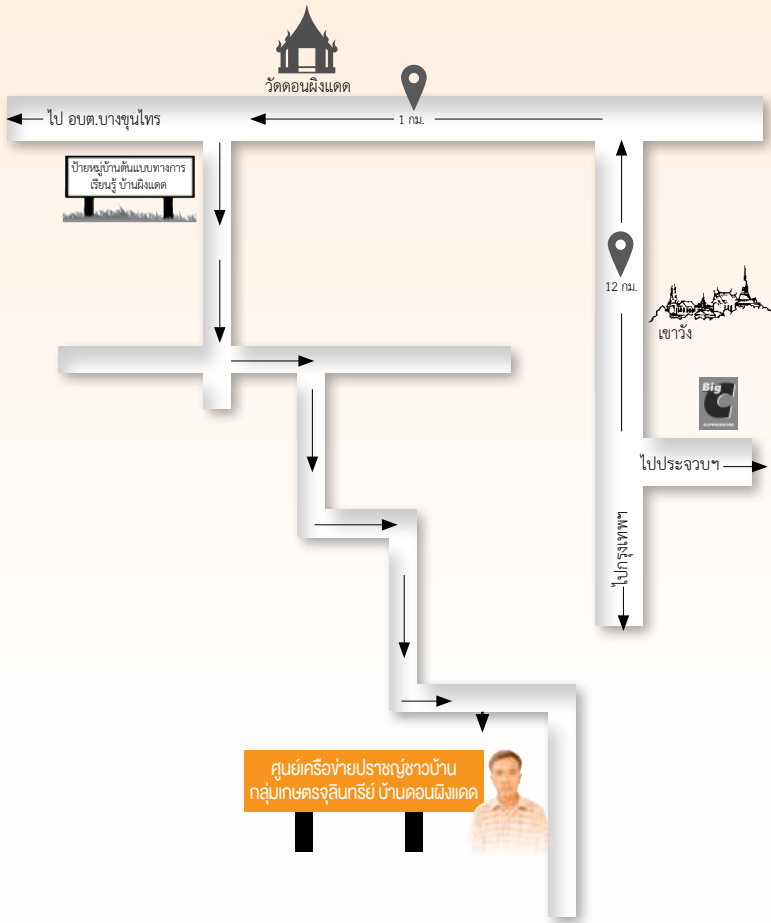 วัดดอนผิงแดด
ไป อบต.บางขุนไทร
1 กม.
ป้ายหมู่บ้านต้นแบบทางการ
เรียนรู้ บ้านผิงแดด
12 กม.
เขาวัง
Big
C
SUPERCENTER
ไปประจวบฯ
ไปกรุงเทพฯ
ศูนย์เครือข่ายปราชญ์ชาวบ้าน
กลุ่มเกษตรจุลินทรีย์ บ้านดอนผิงแดด